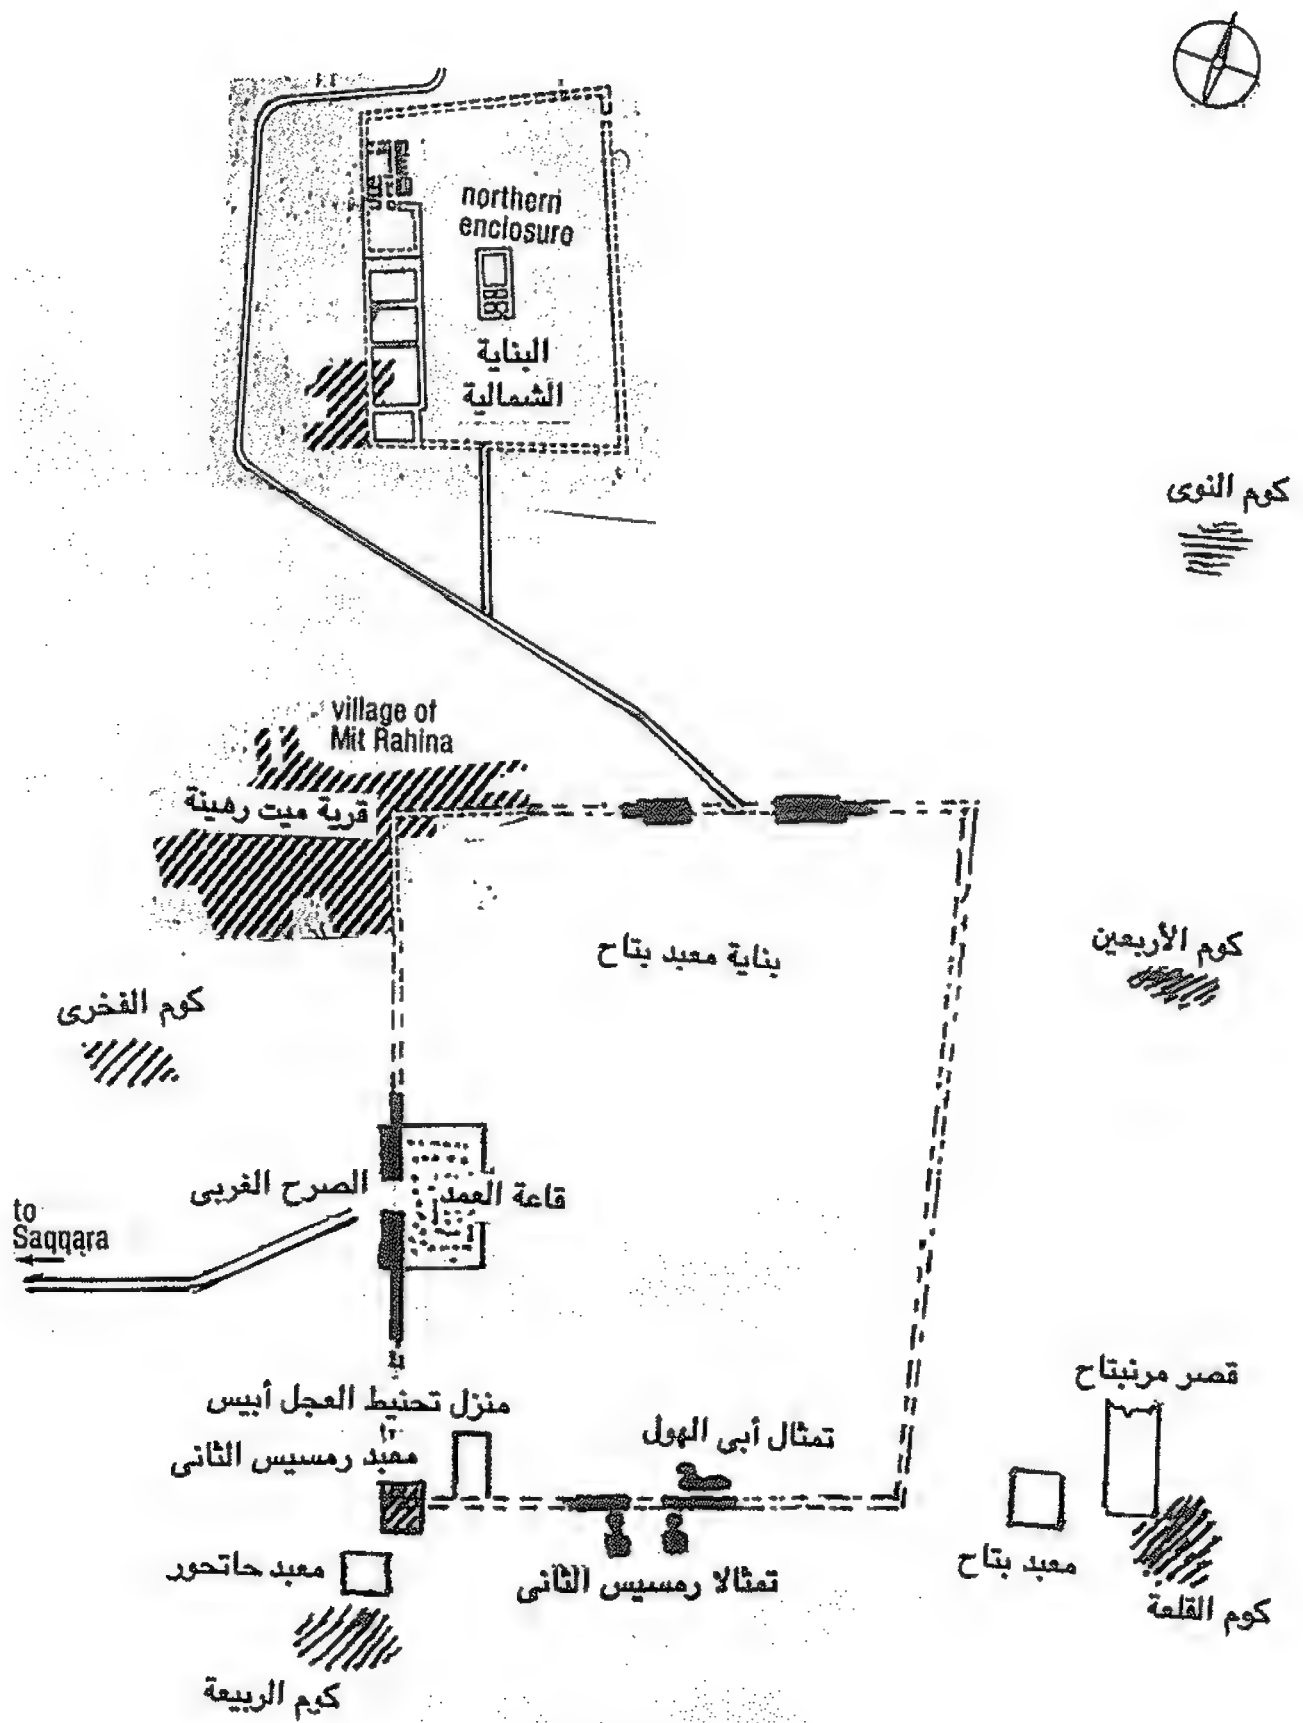 northern
enclosure
البناية
الشمالية
كوم النوى
village of
Mit Rahina
قرية ميت رهينة
بناية معبد بتاح
كوم الأربعين
كوم الفخرى
الصرح الغربى
قاعة العمد
to
Saqqara
قصر مرنبتاح
منزل تحنيط العجل أبيس
تمثال أبى الهول
معبد رمسيس الثانى
معبد حاتحور
تمثالا رمسيس الثانى
معبد بتاح
كوم القلعة
كوم الربيعة